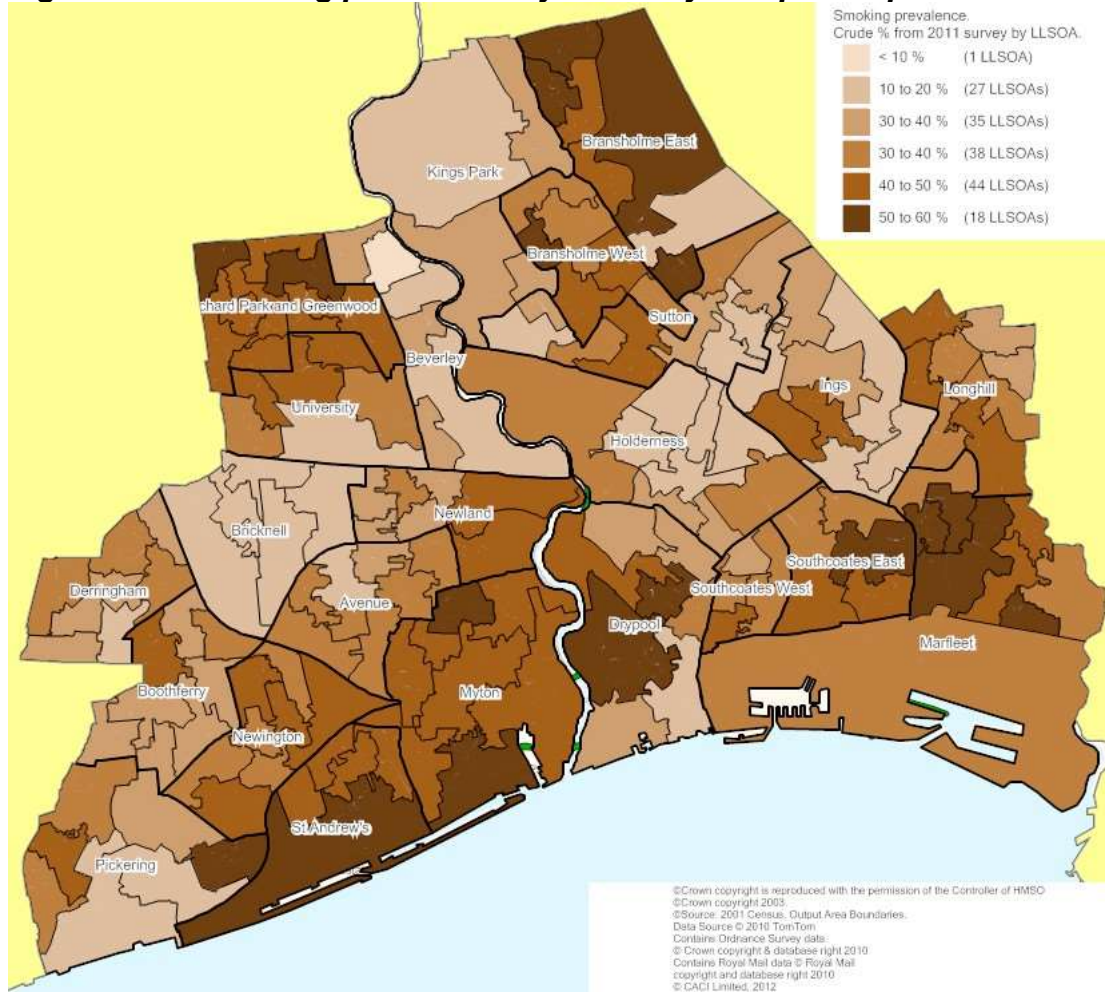 Smoking prevalence.
Crude % from 2011 survey by LLSOA.
< 10 % (1 LLSOA)
10 to 20 % (27 LLSOAs)
30 to 40 % (35 LLSOAs)
30 to 40 % (38 LLSOAs)
40 to 50 % (44 LLSOAs)
50 to 60 % (18 LLSOAs)
Bransholme East
Kings Park
Bransholme West
chard Park and Greenwood
Sutton
Beverley
Ings
Longhill
University
Holderness
Newland
Bricknell
Southcoates East
Derringham
Avenue
Southcoates West
Drypool
Marfleet
Boothferry
Myton
Newington
St Andrew's
Pickering
©Crown copyright is reproduced with the permission of the Controller of HMSO
©Crown copyright 2003.
©Source: 2001 Census, Output Area Boundaries.
Data Source © 2010 TomTom
Contains Ordnance Survey data
© Crown copyright & database right 2010
Contains Royal Mail data © Royal Mail
copyright and database right 2010
© CACI Limited, 2012